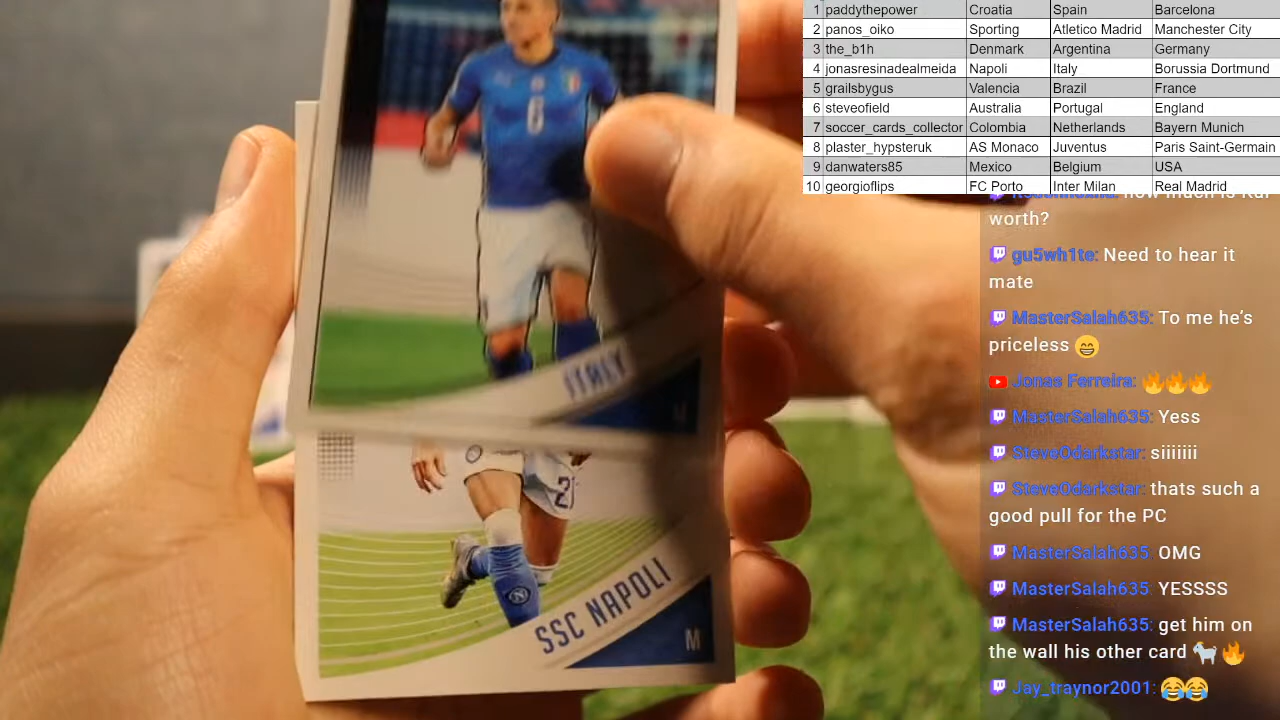 1 paddythepower Croatia Spain Barcelona
2 panos_oiko Sporting Atletico Madrid Manchester City
3 the_b1h Denmark Argentina Germany
4 jonasresinadealmeida Napoli Italy Borussia Dortmund
5 grailsbygus Valencia Brazil France
6 steveofield Australia Portugal England
7 soccer_cards_collector Colombia Netherlands Bayern Munich
8 plaster_hypsteruk AS Monaco Juventus Paris Saint-Germain
9 danwaters85 Mexico Belgium USA
10 georgioflips FC Porto Inter Milan Real Madrid
worth?
gu5wh1te: Need to hear it
mate
MasterSalah635: To me he's
priceless 😁
Jonas Ferreira: 🔥🔥🔥
MasterSalah635: Yess
SteveOdarkstar: siiiiiii
SteveOdarkstar: thats such a
good pull for the PC
MasterSalah635: OMG
MasterSalah635: YESSSS
MasterSalah635: get him on
the wall his other card 🐐🔥
Jay_traynor2001: 😂😂
6
ITALY
M
2
SSC NAPOLI
M